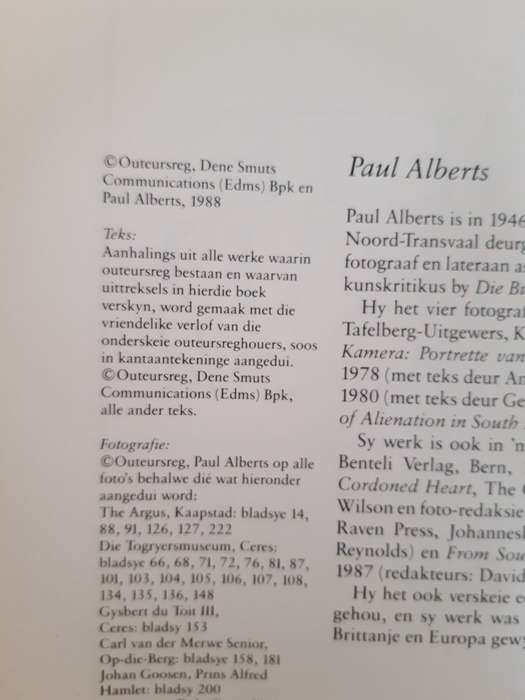 ©Outeursreg, Dene Smuts
Communications (Edms) Bpk en
Paul Alberts, 1988
Teks:
Aanhalings uit alle werke waarin
outeursreg bestaan en waarvan
uittreksels in hierdie boek
verskyn, word gemaak met die
vriendelike verlof van die
onderskeie outeursreghouers, soos
in kantaantekeninge aangedui.
©Outeursreg, Dene Smuts
Communications (Edms) Bpk,
alle ander teks.
Fotografie:
©Outeursreg, Paul Alberts op alle
foto's behalwe dié wat hieronder
aangedui word:
The Argus, Kaapstad: bladsye 14,
88, 91, 126, 127, 222
Die Togryersmuseum, Ceres:
bladsye 66, 68, 71, 72, 76, 81, 87,
101, 103, 104, 105, 106, 107, 108,
134, 135, 136, 148
Gysbert du Toit III,
Ceres: bladsy 153
Carl van der Merwe Senior,
Op-die-Berg: bladsye 158, 181
Johan Goosen, Prins Alfred
Hamlet: bladsy 200
Paul Alberts
Paul Alberts is in 1946
Noord-Transvaal deurg
fotograaf en lateraan as
kunskritikus by Die Bu
Hy het vier fotograf
Tafelberg-Uitgewers, K
Kamera: Portrette van
1978 (met teks deur An
1980 (met teks deur Ge
of Alienation in South
Sy werk is ook in 'n
Benteli Verlag, Bern,
Cordoned Heart, The
Wilson en foto-redaksie
Raven Press, Johannesb
Reynolds) en From Sou
1987 (redakteurs: David
Hy het ook verskeie e
gehou, en sy werk was
Brittanje en Europa gewy